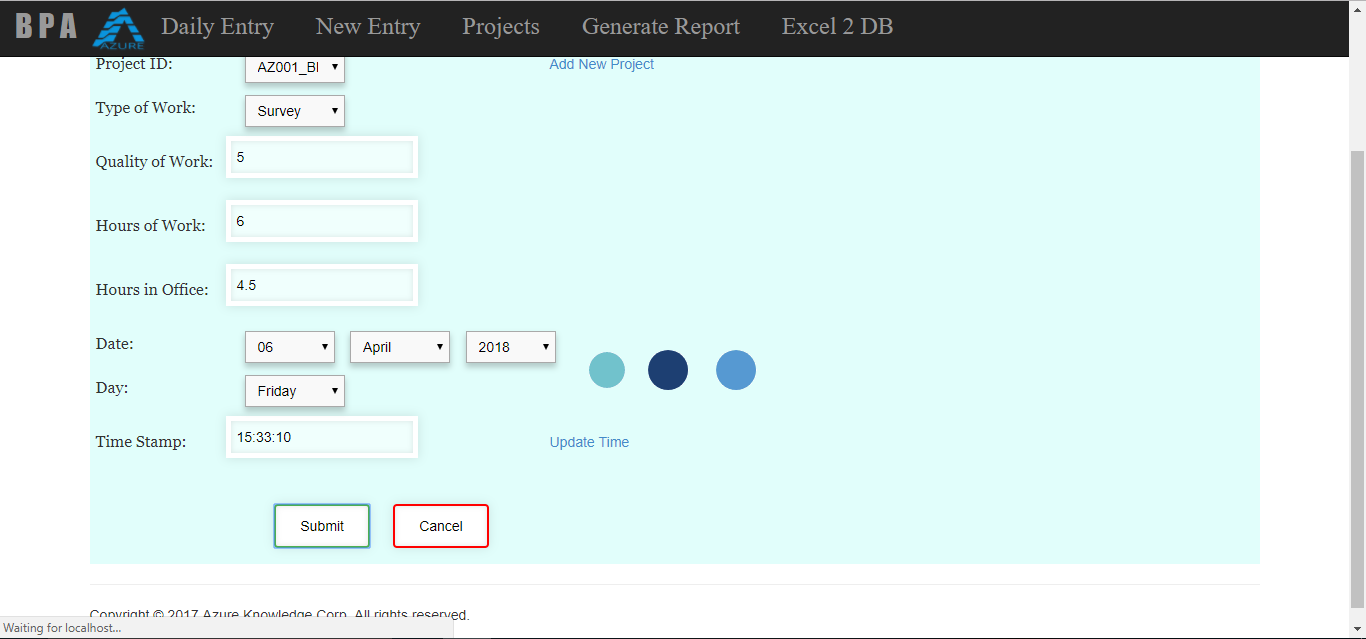 BPA AZURE Daily Entry New Entry Projects Generate Report Excel 2 DB
Project ID: AZ001_Bl Add New Project
Type of Work: Survey
Quality of Work: 5
Hours of Work: 6
Hours in Office: 4.5
Date: 06 April 2018
Day: Friday
Time Stamp: 15:33:10 Update Time
Submit Cancel
Copyright © 2017 Azure Knowledge Corp. All rights reserved.
Waiting for localhost...